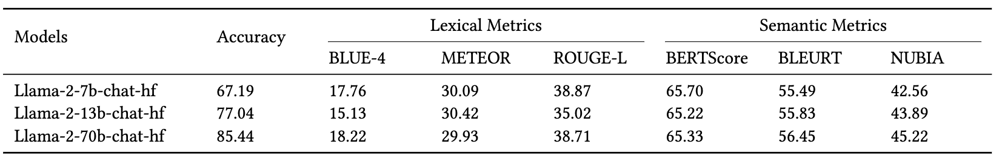 Models Accuracy Lexical Metrics Semantic Metrics
BLUE-4 METEOR ROUGE-L BERTScore BLEURT NUBIA
Llama-2-7b-chat-hf 67.19 17.76 30.09 38.87 65.70 55.49 42.56
Llama-2-13b-chat-hf 77.04 15.13 30.42 35.02 65.22 55.83 43.89
Llama-2-70b-chat-hf 85.44 18.22 29.93 38.71 65.33 56.45 45.22